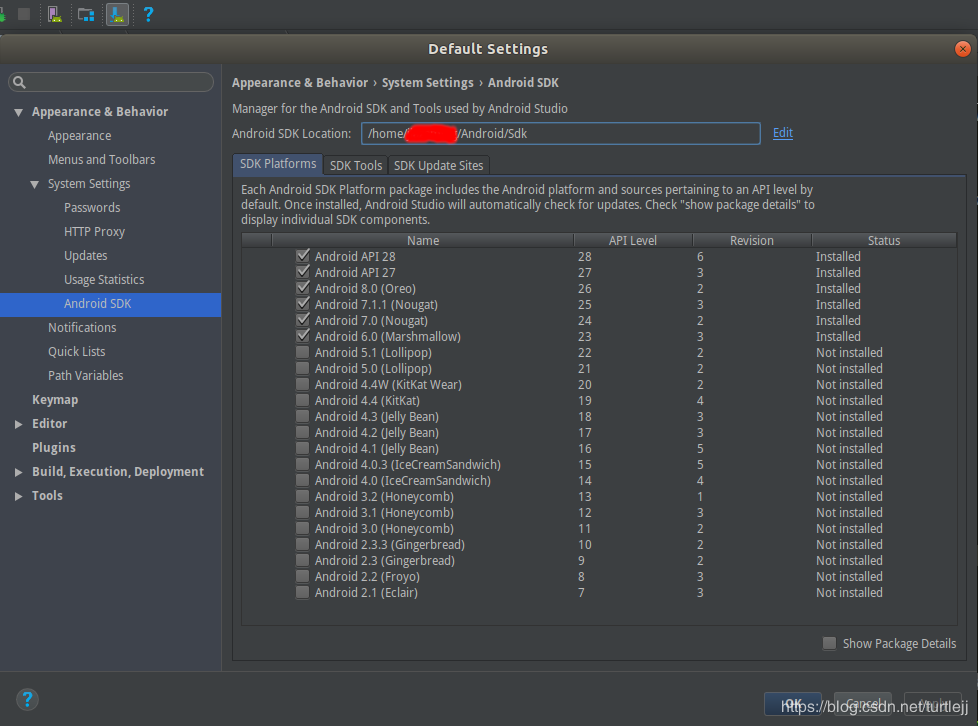 Default Settings
Appearance & Behavior
Appearance
Menus and Toolbars
System Settings
Passwords
HTTP Proxy
Updates
Usage Statistics
Android SDK
Notifications
Quick Lists
Path Variables
Keymap
Editor
Plugins
Build, Execution, Deployment
Tools
Appearance & Behavior › System Settings › Android SDK
Manager for the Android SDK and Tools used by Android Studio
Android SDK Location: /home/ /Android/Sdk Edit
SDK Platforms SDK Tools SDK Update Sites
Each Android SDK Platform package includes the Android platform and sources pertaining to an API level by
default. Once installed, Android Studio will automatically check for updates. Check "show package details" to
display individual SDK components.
Name API Level Revision Status
Android API 28 28 6 Installed
Android API 27 27 3 Installed
Android 8.0 (Oreo) 26 2 Installed
Android 7.1.1 (Nougat) 25 3 Installed
Android 7.0 (Nougat) 24 2 Installed
Android 6.0 (Marshmallow) 23 3 Installed
Android 5.1 (Lollipop) 22 2 Not installed
Android 5.0 (Lollipop) 21 2 Not installed
Android 4.4W (KitKat Wear) 20 2 Not installed
Android 4.4 (KitKat) 19 4 Not installed
Android 4.3 (Jelly Bean) 18 3 Not installed
Android 4.2 (Jelly Bean) 17 3 Not installed
Android 4.1 (Jelly Bean) 16 5 Not installed
Android 4.0.3 (IceCreamSandwich) 15 5 Not installed
Android 4.0 (IceCreamSandwich) 14 4 Not installed
Android 3.2 (Honeycomb) 13 1 Not installed
Android 3.1 (Honeycomb) 12 3 Not installed
Android 3.0 (Honeycomb) 11 2 Not installed
Android 2.3.3 (Gingerbread) 10 2 Not installed
Android 2.3 (Gingerbread) 9 2 Not installed
Android 2.2 (Froyo) 8 3 Not installed
Android 2.1 (Eclair) 7 3 Not installed
Show Package Details
OK Cancel Apply
https://blog.csdn.net/turtlejj